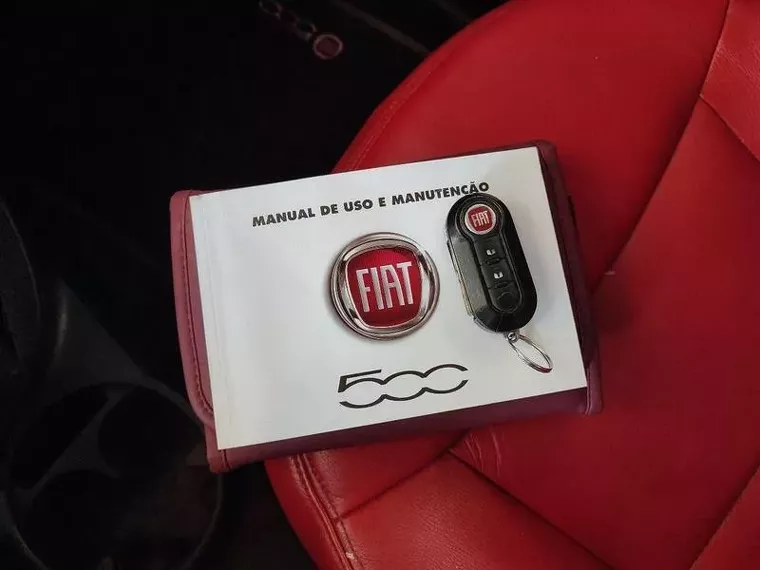 MANUAL DE USO E MANUTENÇÃO
FIAT
FIAT
500